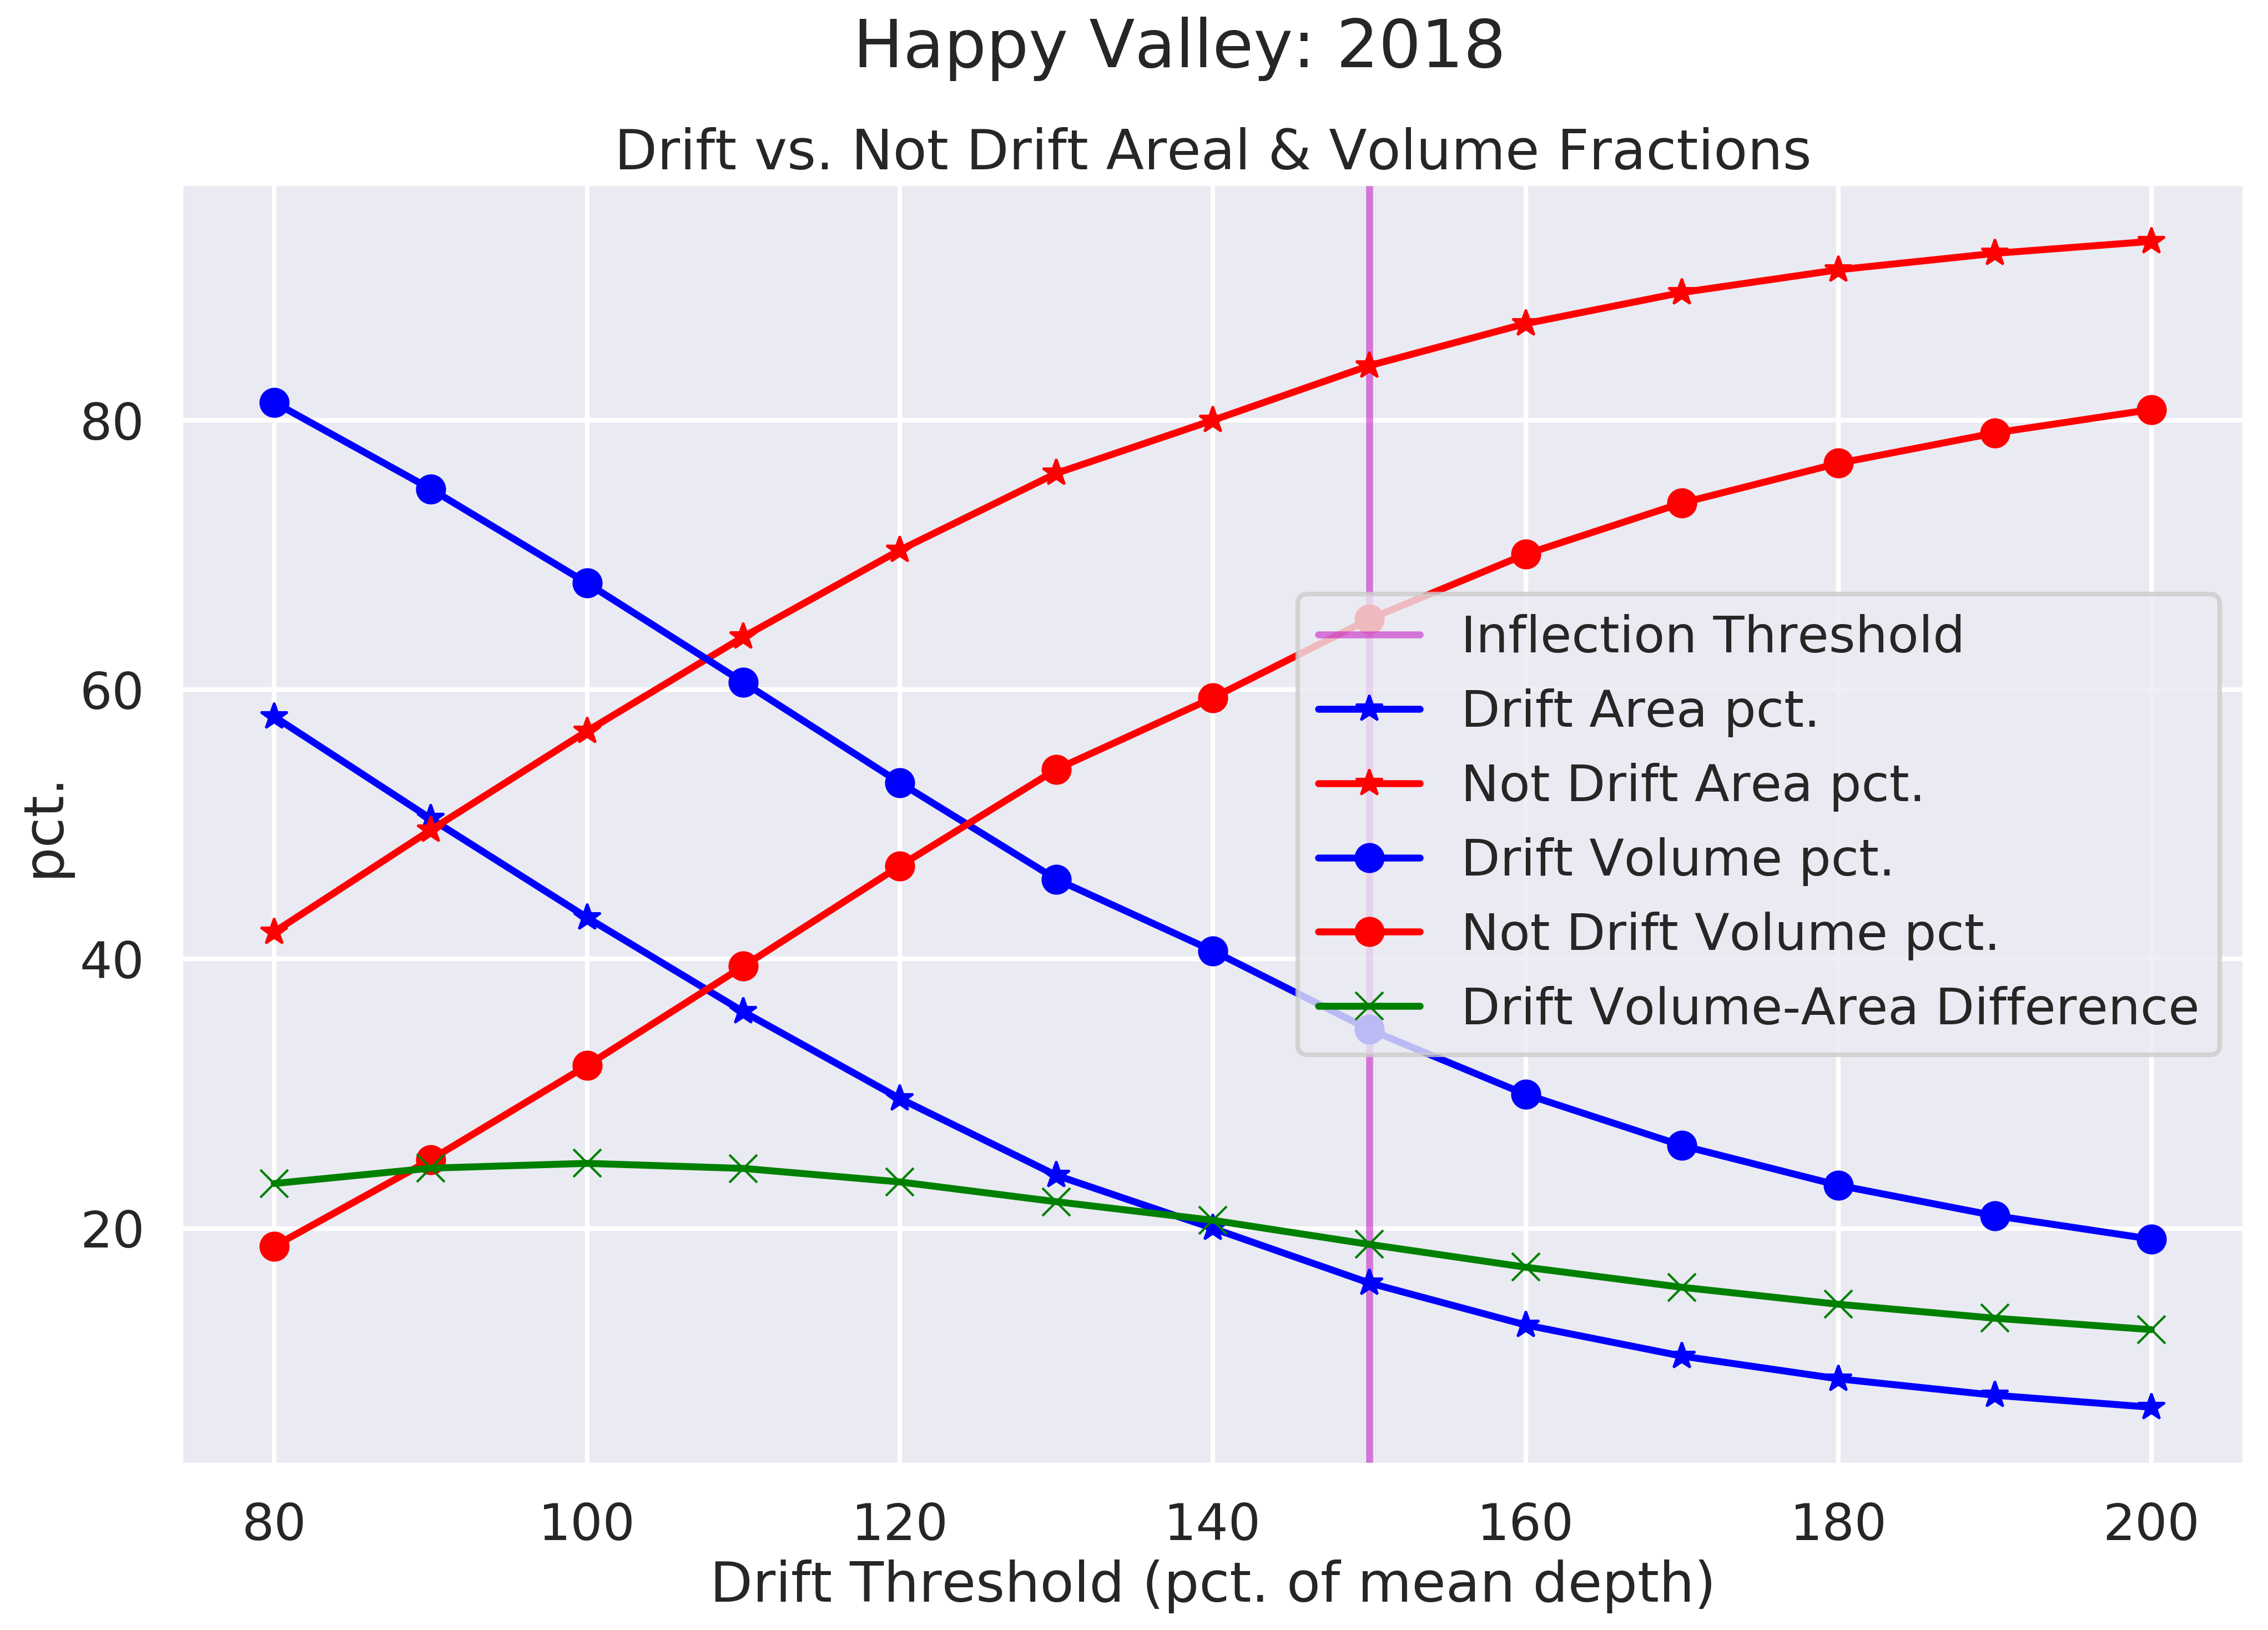 Happy Valley: 2018
Drift vs. Not Drift Areal & Volume Fractions
pct.
80
60
40
20
Inflection Threshold
Drift Area pct.
Not Drift Area pct.
Drift Volume pct.
Not Drift Volume pct.
Drift Volume-Area Difference
80 100 120 140 160 180 200
Drift Threshold (pct. of mean depth)